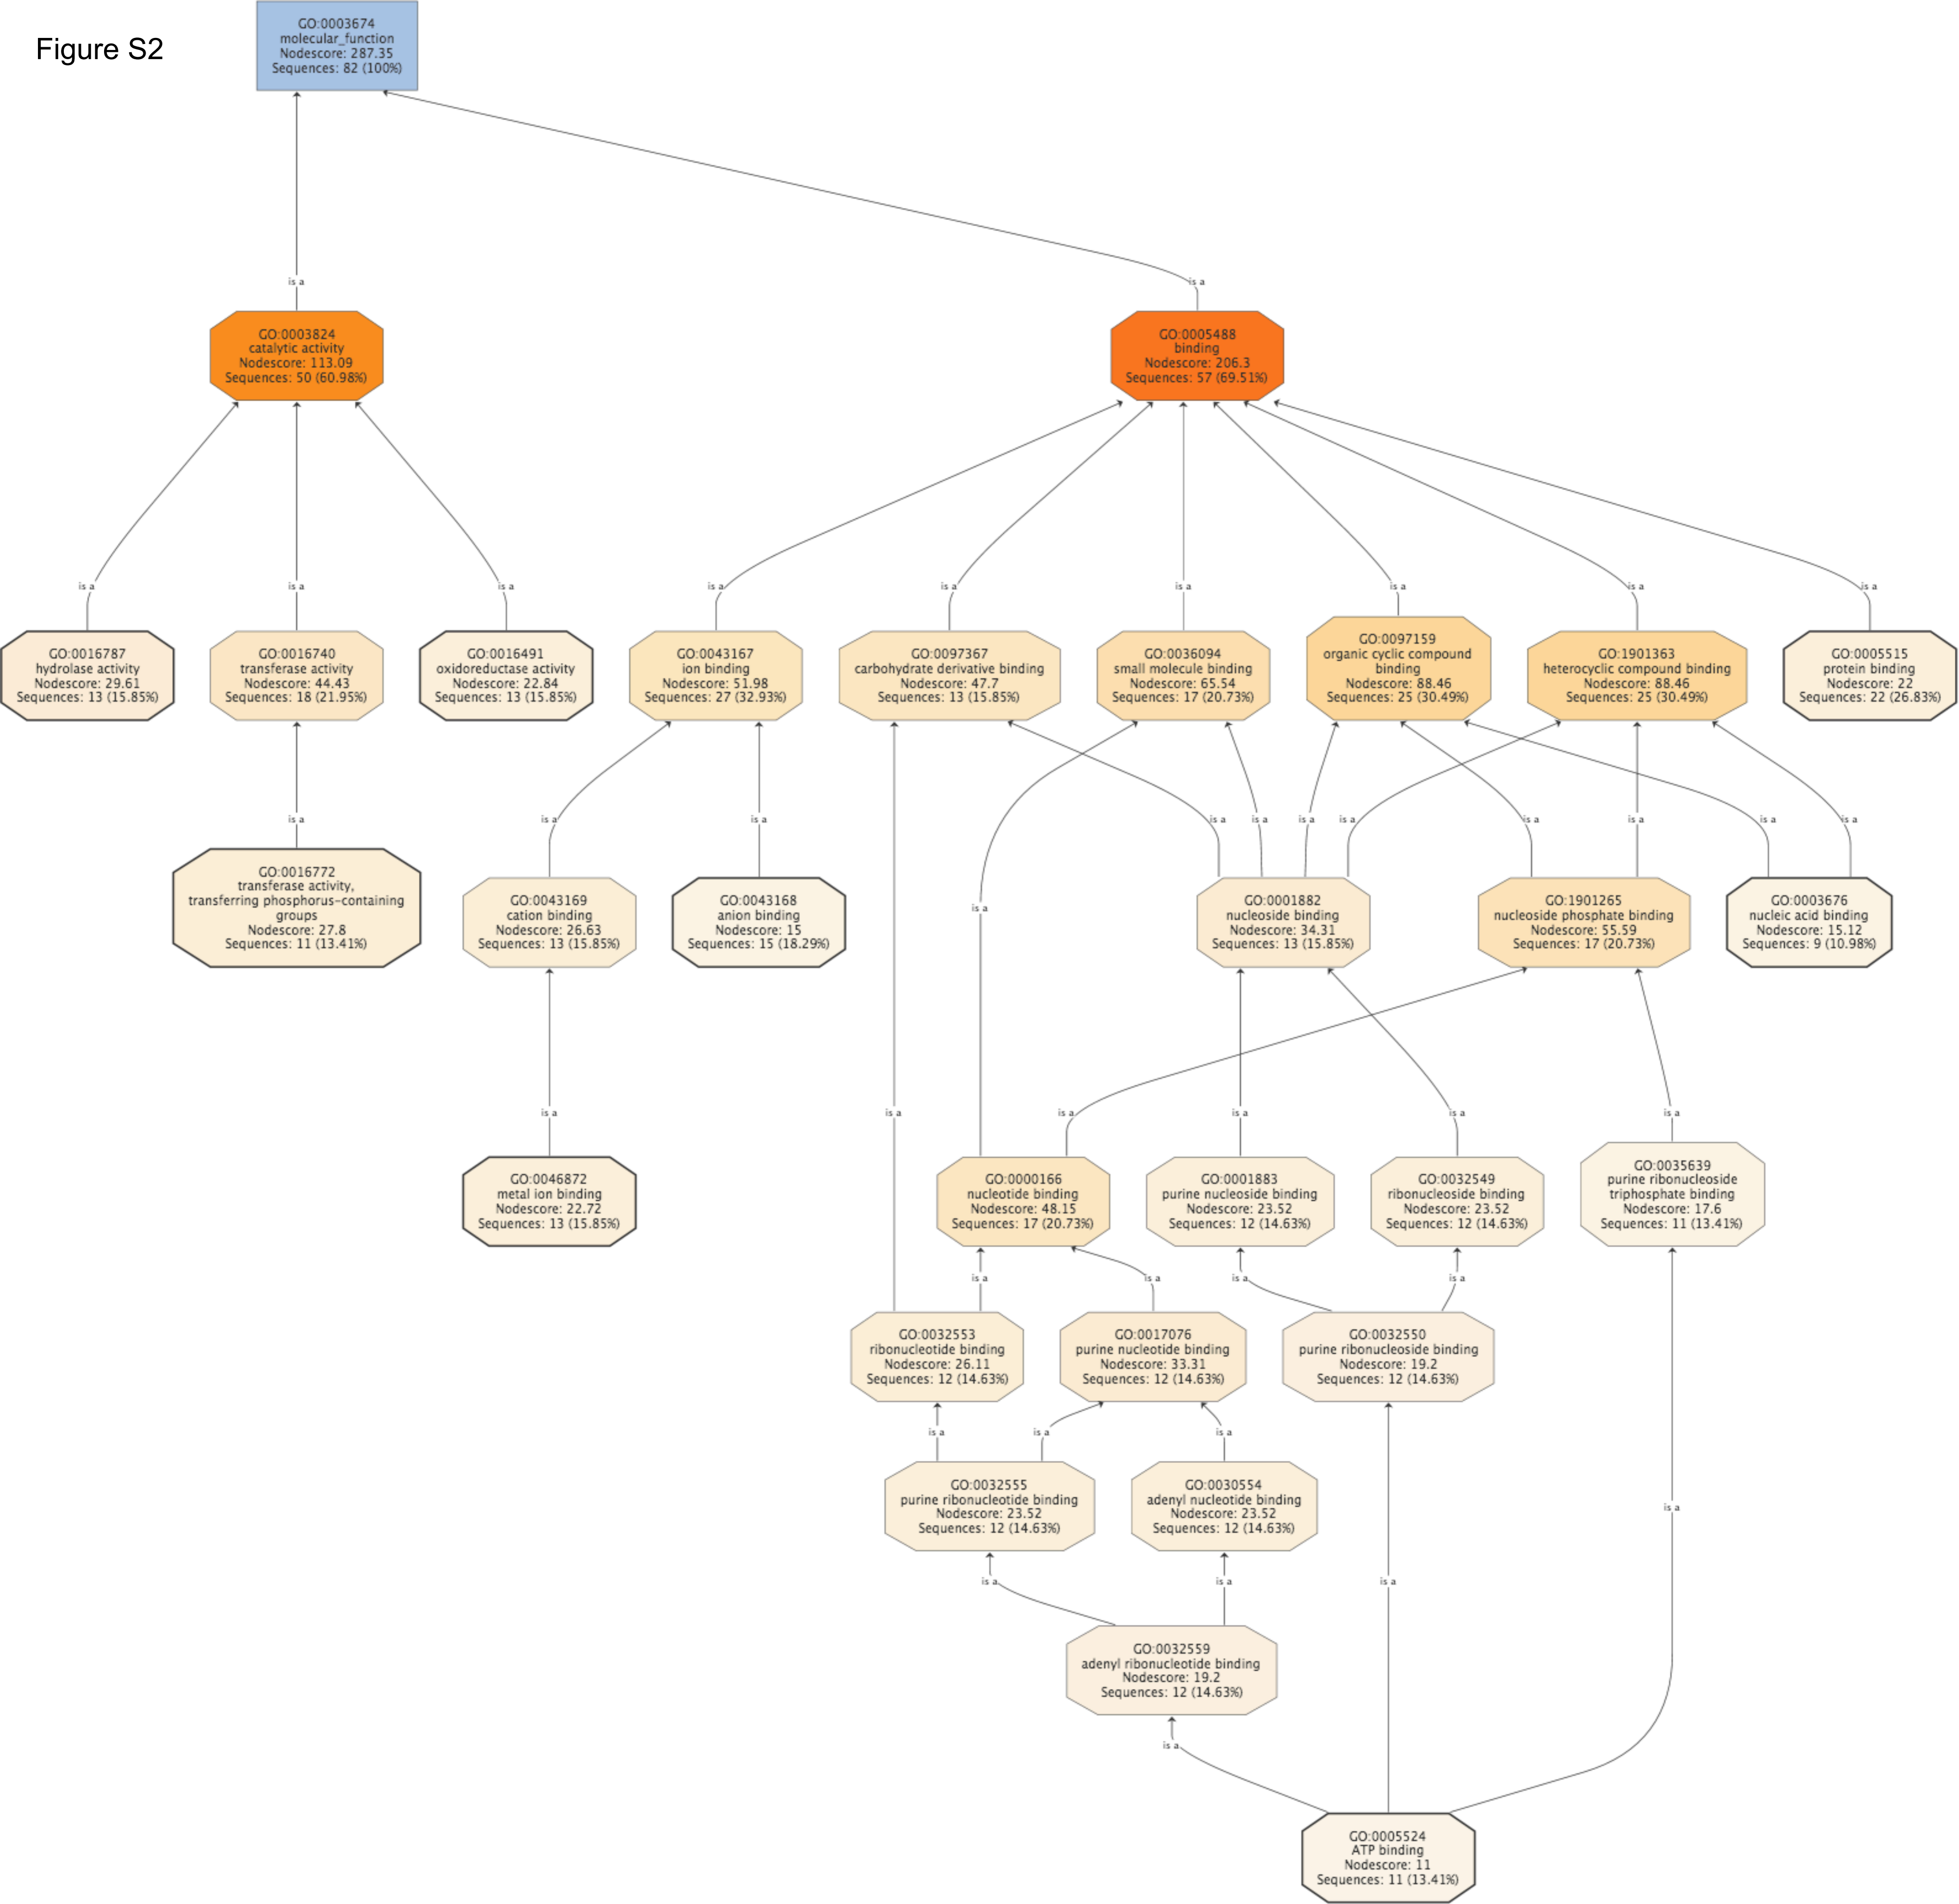 Figure S2
GO:0003674
molecular_function
Nodescore: 287.35
Sequences: 82 (100%)
is a
is a
GO:0003824
catalytic activity
Nodescore: 113.09
Sequences: 50 (60.98%)
GO:0005488
binding
Nodescore: 206.3
Sequences: 57 (69.51%)
is a
is a
is a
is a
is a
is a
is a
is a
is a
GO:0016787
hydrolase activity
Nodescore: 29.61
Sequences: 13 (15.85%)
GO:0016740
transferase activity
Nodescore: 44.43
Sequences: 18 (21.95%)
GO:0016491
oxidoreductase activity
Nodescore: 22.84
Sequences: 13 (15.85%)
GO:0043167
ion binding
Nodescore: 51.98
Sequences: 27 (32.93%)
GO:0097367
carbohydrate derivative binding
Nodescore: 47.7
Sequences: 13 (15.85%)
GO:0036094
small molecule binding
Nodescore: 65.54
Sequences: 17 (20.73%)
GO:0097159
organic cyclic compound
binding
Nodescore: 88.46
Sequences: 25 (30.49%)
GO:1901363
heterocyclic compound binding
Nodescore: 88.46
Sequences: 25 (30.49%)
GO:0005515
protein binding
Nodescore: 22
Sequences: 22 (26.83%)
is a
is a
is a
is a
is a
is a
is a
is a
is a
is a
is a
GO:0016772
transferase activity,
transferring phosphorus-containing
groups
Nodescore: 27.8
Sequences: 11 (13.41%)
GO:0043169
cation binding
Nodescore: 26.63
Sequences: 13 (15.85%)
GO:0043168
anion binding
Nodescore: 15
Sequences: 15 (18.29%)
is a
GO:0001882
nucleoside binding
Nodescore: 34.31
Sequences: 13 (15.85%)
GO:1901265
nucleoside phosphate binding
Nodescore: 55.59
Sequences: 17 (20.73%)
GO:0003676
nucleic acid binding
Nodescore: 15.12
Sequences: 9 (10.98%)
is a
is a
is a
is a
is a
is a
GO:0046872
metal ion binding
Nodescore: 22.72
Sequences: 13 (15.85%)
GO:0000166
nucleotide binding
Nodescore: 48.15
Sequences: 17 (20.73%)
GO:0001883
purine nucleoside binding
Nodescore: 23.52
Sequences: 12 (14.63%)
GO:0032549
ribonucleoside binding
Nodescore: 23.52
Sequences: 12 (14.63%)
GO:0035639
purine ribonucleoside
triphosphate binding
Nodescore: 17.6
Sequences: 11 (13.41%)
is a
is a
is a
is a
GO:0032553
ribonucleotide binding
Nodescore: 26.11
Sequences: 12 (14.63%)
GO:0017076
purine nucleotide binding
Nodescore: 33.31
Sequences: 12 (14.63%)
GO:0032550
purine ribonucleoside binding
Nodescore: 19.2
Sequences: 12 (14.63%)
is a
is a
is a
GO:0032555
purine ribonucleotide binding
Nodescore: 23.52
Sequences: 12 (14.63%)
GO:0030554
adenyl nucleotide binding
Nodescore: 23.52
Sequences: 12 (14.63%)
is a
is a
is a
is a
GO:0032559
adenyl ribonucleotide binding
Nodescore: 19.2
Sequences: 12 (14.63%)
is a
GO:0005524
ATP binding
Nodescore: 11
Sequences: 11 (13.41%)